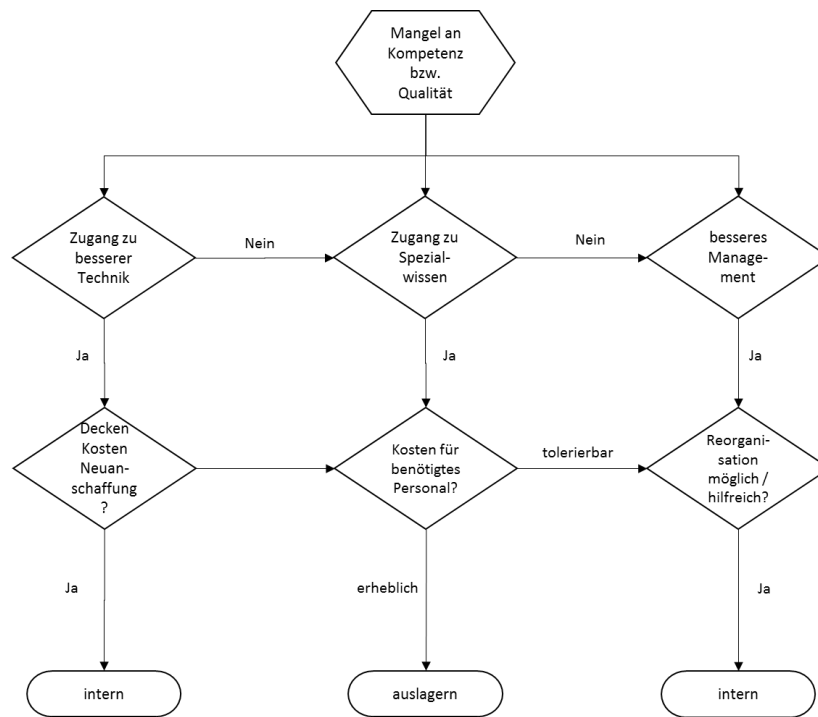 Mangel an
Kompetenz
bzw.
Qualität
Zugang zu
besserer
Technik
Nein
Zugang zu
Spezial-
wissen
Nein
besseres
Manage-
ment
Ja
Ja
Ja
Decken
Kosten
Neuan-
schaffung
?
Kosten für
benötigtes
Personal?
tolerierbar
Reorgani-
sation
möglich /
hilfreich?
Ja
erheblich
Ja
intern
auslagern
intern